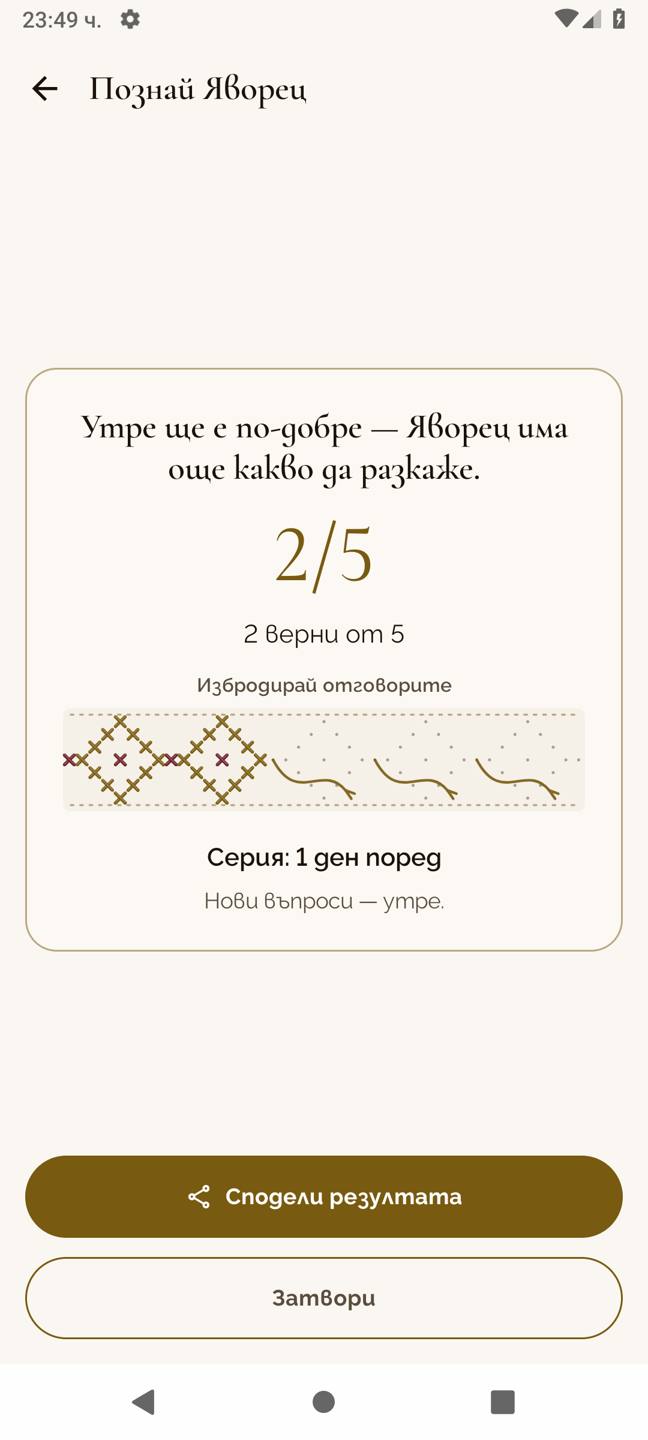 23:49 ч.
Познай Яворец
Утре ще е по-добре — Яворец има
още какво да разкаже.
2/5
2 верни от 5
Избродирай отговорите
Серия: 1 ден поред
Нови въпроси — утре.
Сподели резултата
Затвори